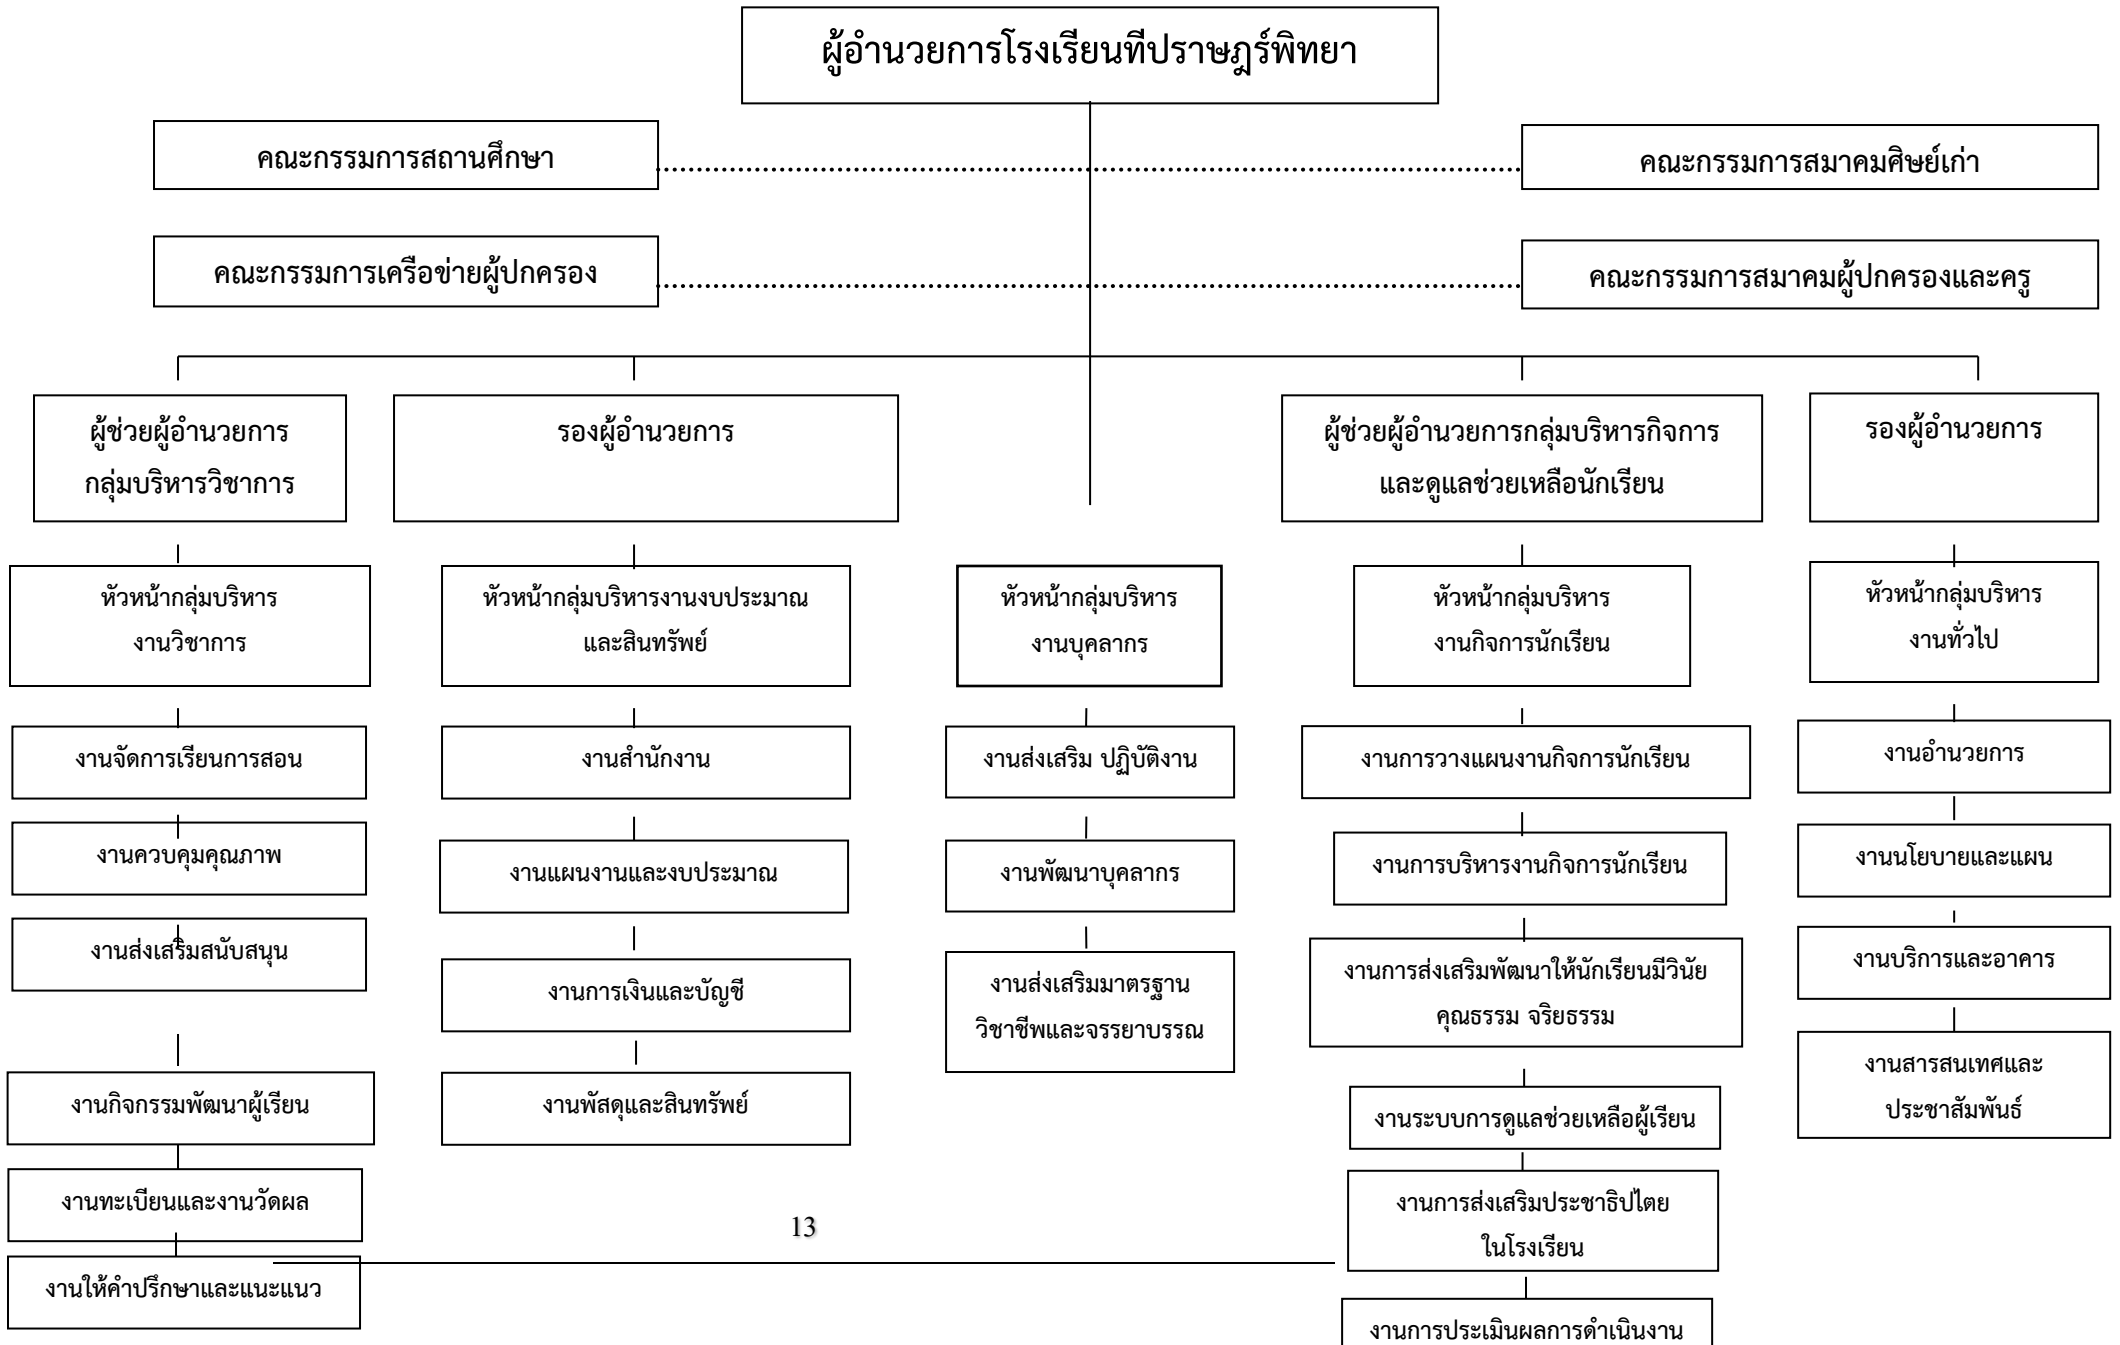 ผู้อำนวยการโรงเรียนทีปราษฎร์พิทยา
คณะกรรมการสถานศึกษา
คณะกรรมการสมาคมศิษย์เก่า
คณะกรรมการเครือข่ายผู้ปกครอง
คณะกรรมการสมาคมผู้ปกครองและครู
ผู้ช่วยผู้อำนวยการ
กลุ่มบริหารวิชาการ
รองผู้อำนวยการ
ผู้ช่วยผู้อำนวยการกลุ่มบริหารกิจการ
และดูแลช่วยเหลือนักเรียน
รองผู้อำนวยการ
หัวหน้ากลุ่มบริหาร
งานวิชาการ
หัวหน้ากลุ่มบริหารงานงบประมาณ
และสินทรัพย์
หัวหน้ากลุ่มบริหาร
งานบุคลากร
หัวหน้ากลุ่มบริหาร
งานกิจการนักเรียน
หัวหน้ากลุ่มบริหาร
งานทั่วไป
งานจัดการเรียนการสอน
งานสำนักงาน
งานส่งเสริม ปฏิบัติงาน
งานการวางแผนงานกิจการนักเรียน
งานอำนวยการ
งานควบคุมคุณภาพ
งานแผนงานและงบประมาณ
งานพัฒนาบุคลากร
งานการบริหารงานกิจการนักเรียน
งานนโยบายและแผน
งานส่งเสริมสนับสนุน
งานการเงินและบัญชี
งานส่งเสริมมาตรฐาน
วิชาชีพและจรรยาบรรณ
งานการส่งเสริมพัฒนาให้นักเรียนมีวินัย
คุณธรรม จริยธรรม
งานบริการและอาคาร
งานกิจกรรมพัฒนาผู้เรียน
งานพัสดุและสินทรัพย์
งานระบบการดูแลช่วยเหลือผู้เรียน
งานสารสนเทศและ
ประชาสัมพันธ์
งานทะเบียนและงานวัดผล
งานการส่งเสริมประชาธิปไตย
ในโรงเรียน
13
งานให้คำปรึกษาและแนะแนว
งานการประเมินผลการดำเนินงาน